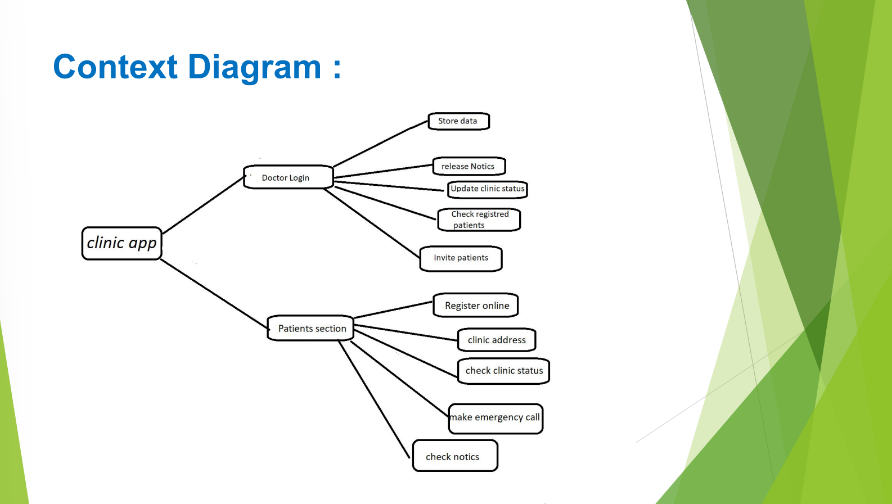 Context Diagram :
Store data
release Notics
Doctor Login
Update clinic status
Check registred
patients
clinic app
Invite patients
Register online
Patients section
clinic address
check clinic status
make emergency call
check notics